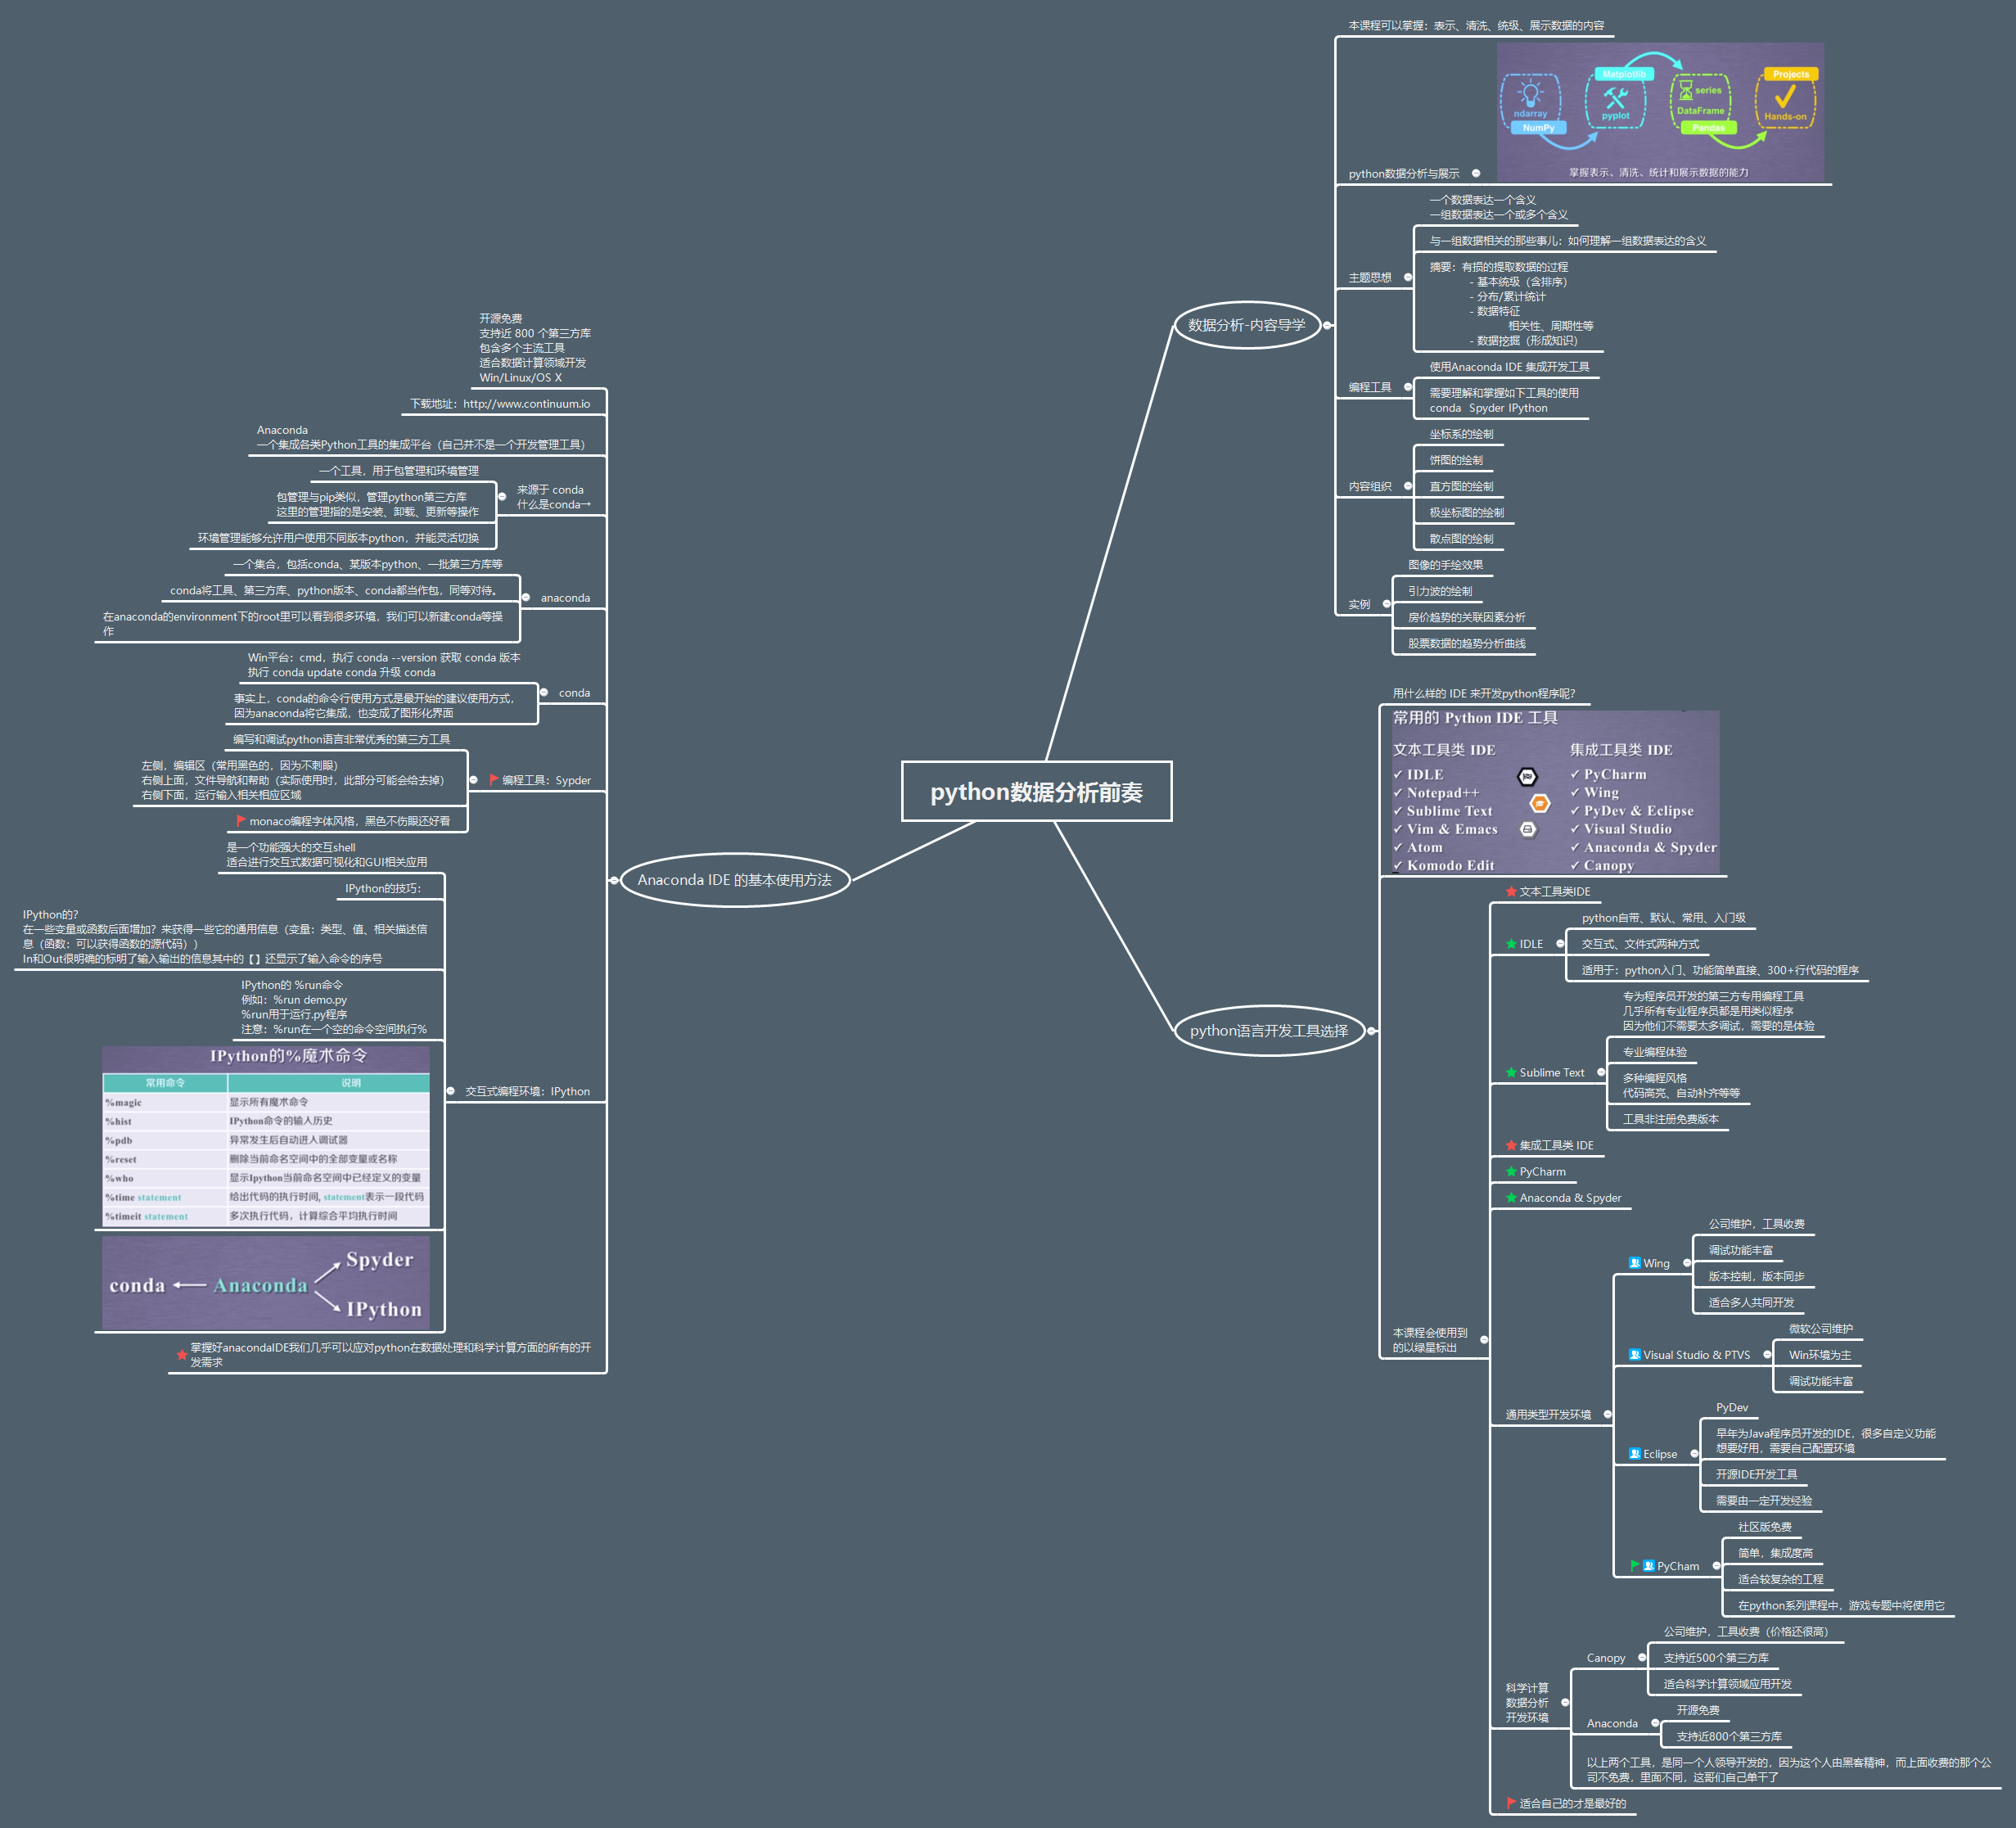 python数据分析前奏
数据分析-内容导学
本课程可以掌握：表示、清洗、统级、展示数据的内容
python数据分析与展示
ndarray
NumPy
Matplotlib
pyplot
series
DataFrame
Pandas
Projects
Hands-on
掌握表示、清洗、统计和展示数据的能力
主题思想
一个数据表达一个含义
一组数据表达一个或多个含义
与一组数据相关的那些事儿：如何理解一组数据表达的含义
摘要：有损的提取数据的过程
- 基本统级（含排序）
- 分布/累计统计
- 数据特征
相关性、周期性等
- 数据挖掘（形成知识）
编程工具
使用Anaconda IDE 集成开发工具
需要理解和掌握如下工具的使用
conda Spyder IPython
内容组织
坐标系的绘制
饼图的绘制
直方图的绘制
极坐标图的绘制
散点图的绘制
实例
图像的手绘效果
引力波的绘制
房价趋势的关联因素分析
股票数据的趋势分析曲线
python语言开发工具选择
用什么样的 IDE 来开发python程序呢?
常用的 Python IDE 工具
文本工具类 IDE
✓ IDLE
✓ Notepad++
✓ Sublime Text
✓ Vim & Emacs
✓ Atom
✓ Komodo Edit
集成工具类 IDE
✓ PyCharm
✓ Wing
✓ PyDev & Eclipse
✓ Visual Studio
✓ Anaconda & Spyder
✓ Canopy
本课程会使用到
的以绿星标出
文本工具类IDE
IDLE
python自带、默认、常用、入门级
交互式、文件式两种方式
适用于：python入门、功能简单直接、300+行代码的程序
Sublime Text
专为程序员开发的第三方专用编程工具
几乎所有专业程序员都是用类似程序
因为他们不需要太多调试，需要的是体验
专业编程体验
多种编程风格
代码高亮、自动补齐等等
工具非注册免费版本
集成工具类 IDE
PyCharm
Anaconda & Spyder
通用类型开发环境
Wing
公司维护，工具收费
调试功能丰富
版本控制，版本同步
适合多人共同开发
Visual Studio & PTVS
微软公司维护
Win环境为主
调试功能丰富
Eclipse
PyDev
早年为Java程序员开发的IDE，很多自定义功能
想要好用，需要自己配置环境
开源IDE开发工具
需要由一定开发经验
PyCham
社区版免费
简单，集成度高
适合较复杂的工程
在python系列课程中，游戏专题中将使用它
科学计算
数据分析
开发环境
Canopy
公司维护，工具收费（价格还很高）
支持近500个第三方库
适合科学计算领域应用开发
Anaconda
开源免费
支持近800个第三方库
以上两个工具，是同一个人领导开发的，因为这个人由黑客精神，而上面收费的那个公
司不免费，里面不同，这哥们自己单干了
适合自己的才是最好的
Anaconda IDE 的基本使用方法
开源免费
支持近 800 个第三方库
包含多个主流工具
适合数据计算领域开发
Win/Linux/OS X
下载地址：http://www.continuum.io
Anaconda
一个集成各类Python工具的集成平台（自己并不是一个开发管理工具）
来源于 conda
什么是conda→
一个工具，用于包管理和环境管理
包管理与pip类似，管理python第三方库
这里的管理指的是安装、卸载、更新等操作
环境管理能够允许用户使用不同版本python，并能灵活切换
anaconda
一个集合，包括conda、某版本python、一批第三方库等
conda将工具、第三方库、python版本、conda都当作包，同等对待。
在anaconda的environment下的root里可以看到很多环境，我们可以新建conda等操
作
conda
Win平台：cmd，执行 conda --version 获取 conda 版本
执行 conda update conda 升级 conda
事实上，conda的命令行使用方式是最开始的建议使用方式，
因为anaconda将它集成，也变成了图形化界面
编程工具：Sypder
编写和调试python语言非常优秀的第三方工具
左侧，编辑区（常用黑色的，因为不刺眼）
右侧上面，文件导航和帮助（实际使用时，此部分可能会给去掉）
右侧下面，运行输入相关相应区域
monaco编程字体风格，黑色不伤眼还好看
交互式编程环境：IPython
是一个功能强大的交互shell
适合进行交互式数据可视化和GUI相关应用
IPython的技巧：
IPython的?
在一些变量或函数后面增加？来获得一些它的通用信息（变量：类型、值、相关描述信
息（函数：可以获得函数的源代码））
In和Out很明确的标明了输入输出的信息其中的【】还显示了输入命令的序号
IPython的 %run命令
例如：%run demo.py
%run用于运行.py程序
注意：%run在一个空的命令空间执行%
IPython的%魔术命令
常用命令 说明
%magic 显示所有魔术命令
%hist IPython命令的输入历史
%pdb 异常发生后自动进入调试器
%reset 删除当前命名空间中的全部变量或名称
%who 显示Ipython当前命名空间中已经定义的变量
%time statement 给出代码的执行时间, statement表示一段代码
%timeit statement 多次执行代码，计算综合平均执行时间
conda Anaconda Spyder
IPython
掌握好anacondaIDE我们几乎可以应对python在数据处理和科学计算方面的所有的开
发需求